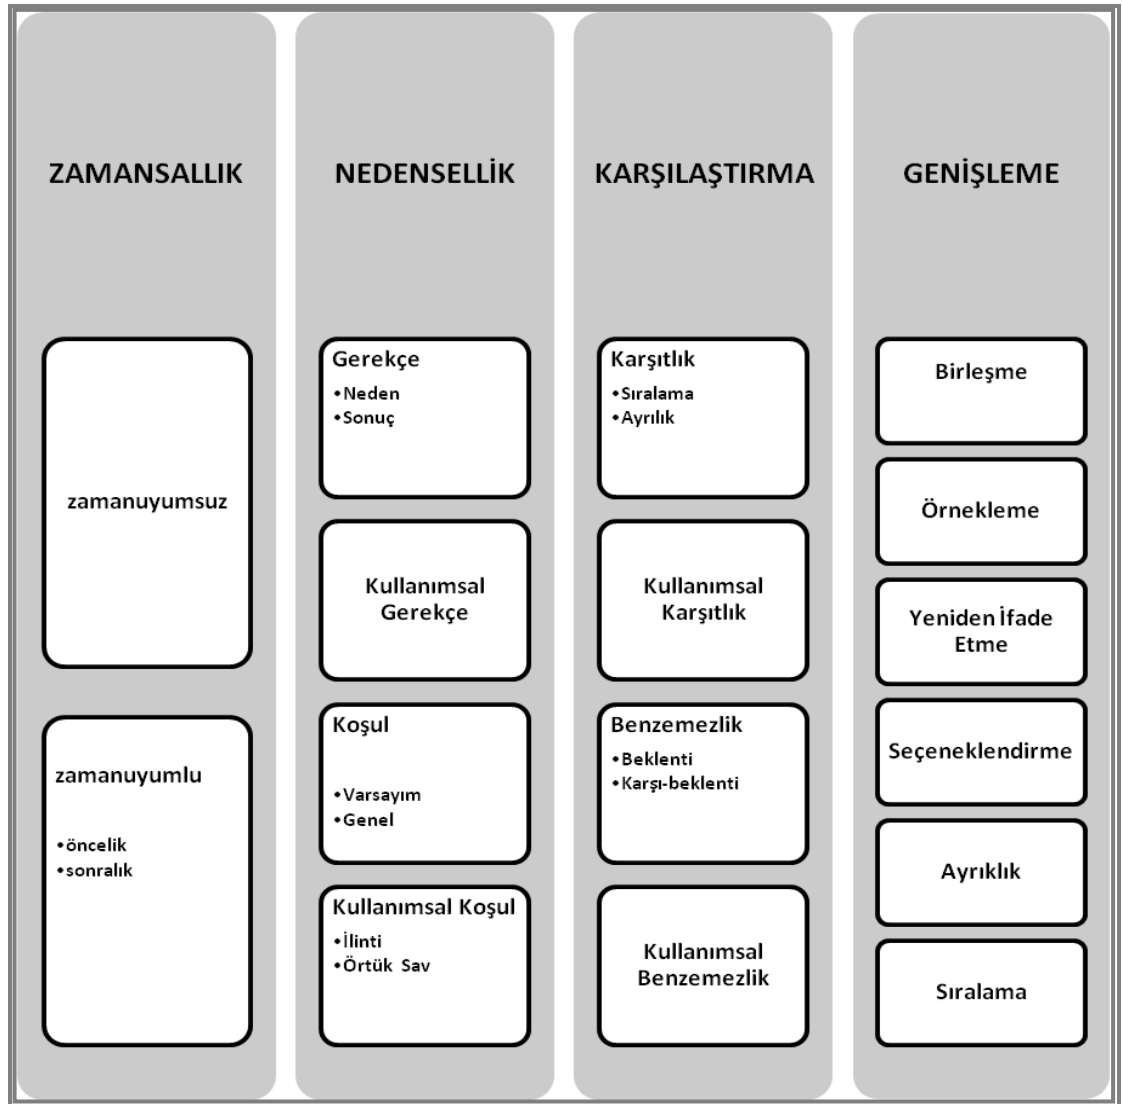 ZAMANSALLIK
zamanuyumsuz
zamanuyumlu
•öncelik
•sonralık
NEDENSELLİK
Gerekçe
•Neden
•Sonuç
Kullanımsal
Gerekçe
Koşul
•Varsayım
•Genel
Kullanımsal Koşul
•İlinti
•Örtük Sav
KARŞILAŞTIRMA
Karşıtlık
•Sıralama
•Ayrılık
Kullanımsal
Karşıtlık
Benzemezlik
•Beklenti
•Karşı-beklenti
Kullanımsal
Benzemezlik
GENİŞLEME
Birleşme
Örnekleme
Yeniden İfade
Etme
Seçeneklendirme
Ayrıklık
Sıralama